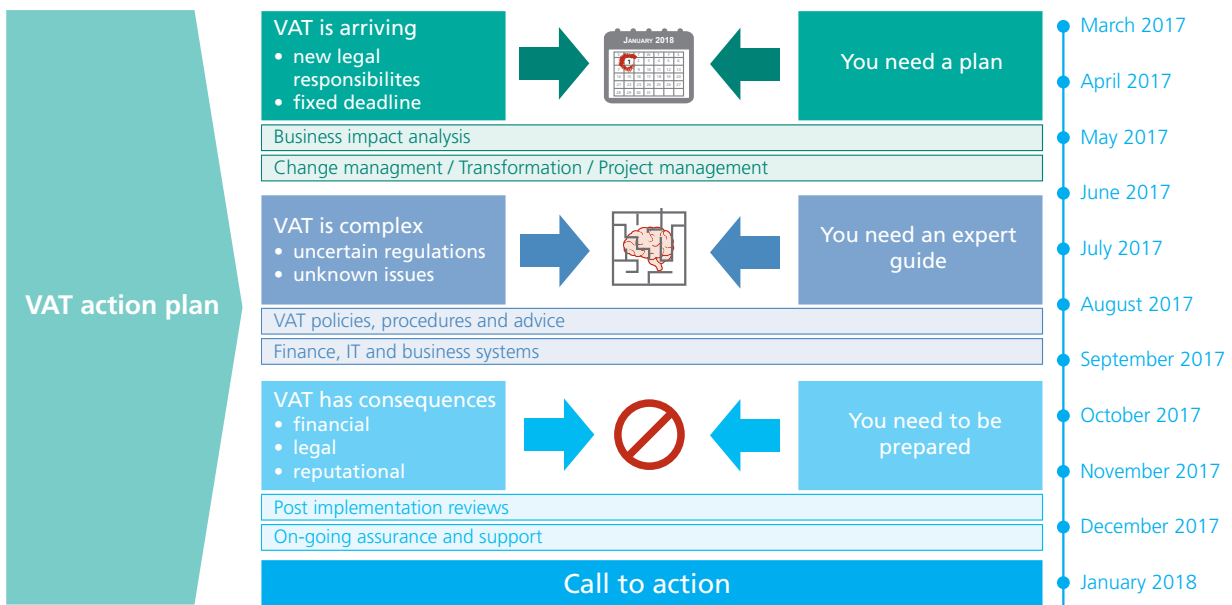 VAT action plan
VAT is arriving
• new legal
responsibilites
• fixed deadline
JANUARY 2018
1
You need a plan
Business impact analysis
Change managment / Transformation / Project management
VAT is complex
• uncertain regulations
• unknown issues
You need an expert
guide
VAT policies, procedures and advice
Finance, IT and business systems
VAT has consequences
• financial
• legal
• reputational
You need to be
prepared
Post implementation reviews
On-going assurance and support
Call to action
March 2017
April 2017
May 2017
June 2017
July 2017
August 2017
September 2017
October 2017
November 2017
December 2017
January 2018